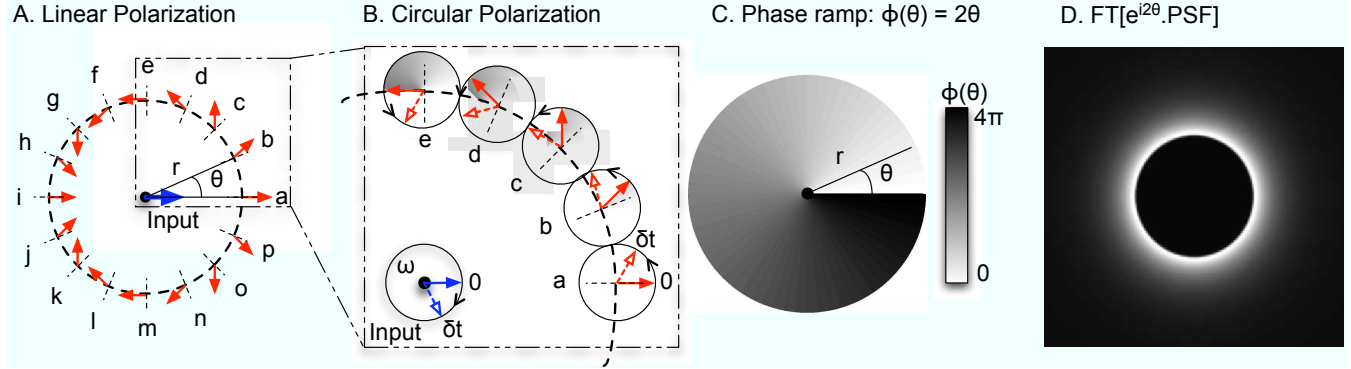 A. Linear Polarization
B. Circular Polarization
C. Phase ramp: ϕ(θ) = 2θ
D. FT[e^{i2θ}.PSF]
e
f
d
g
c
h
b
r
θ
i
a
Input
j
p
k
o
l
m
n
e
d
c
b
δt
a
0
ω
0
Input
δt
r
θ
ϕ(θ)
4π
0